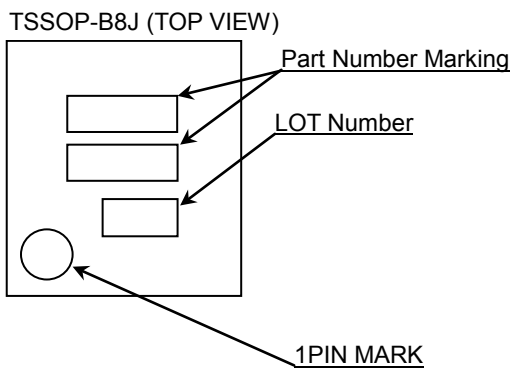 TSSOP-B8J (TOP VIEW)
Part Number Marking
LOT Number
1PIN MARK